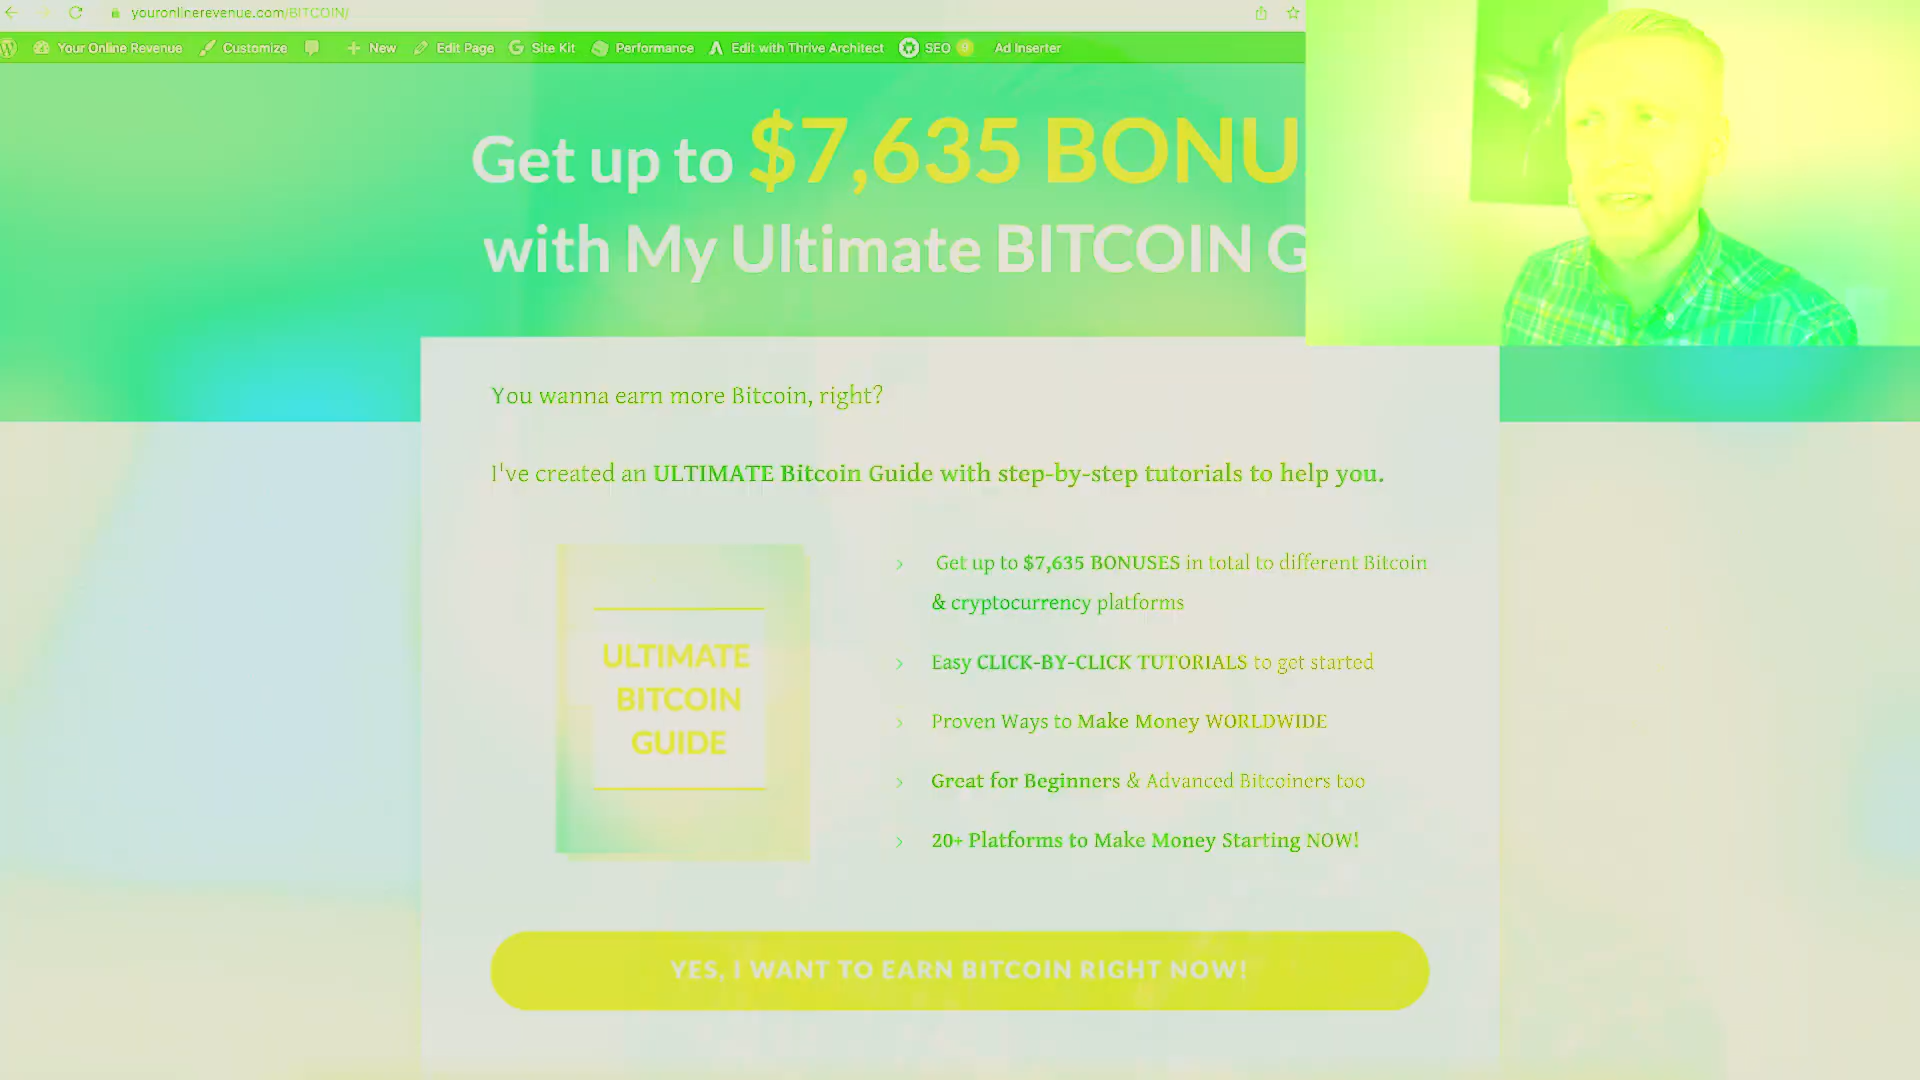 youronlinerevenue.com/BITCOIN/
Your Online Revenue Customize New Edit Page Site Kit Performance Edit with Thrive Architect SEO 9 Ad Inserter
Get up to $7,635 BONU
with My Ultimate BITCOIN G
You wanna earn more Bitcoin, right?
I've created an ULTIMATE Bitcoin Guide with step-by-step tutorials to help you.
ULTIMATE
BITCOIN
GUIDE
Get up to $7,635 BONUSES in total to different Bitcoin
& cryptocurrency platforms
Easy CLICK-BY-CLICK TUTORIALS to get started
Proven Ways to Make Money WORLDWIDE
Great for Beginners & Advanced Bitcoiners too
20+ Platforms to Make Money Starting NOW!
YES, I WANT TO EARN BITCOIN RIGHT NOW!